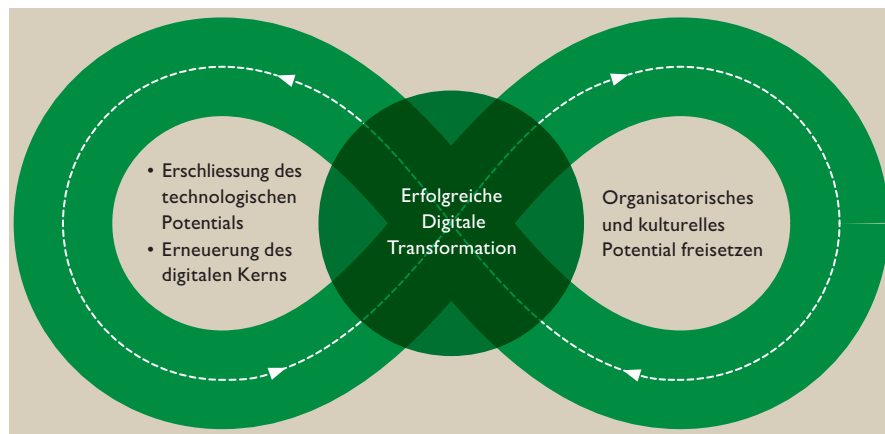 • Erschliessung des
technologischen
Potentials
• Erneuerung des
digitalen Kerns
Erfolgreiche
Digitale
Transformation
Organisatorisches
und kulturelles
Potential freisetzen